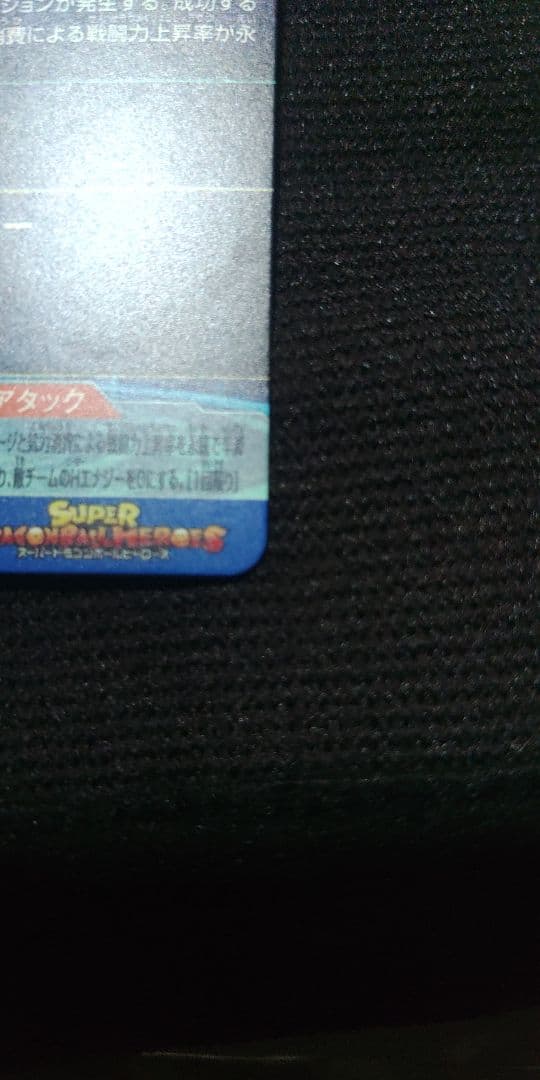 ションが発生する。成功する
消費による戦闘力上昇率が永
アタック
ージと気力消費による戦闘力上昇率を永続で半減
り、敵チームのHエナジーを0にする。[1回限り]
SUPER
DRAGONBALL HEROES
スーパードラゴンボールヒーローズ